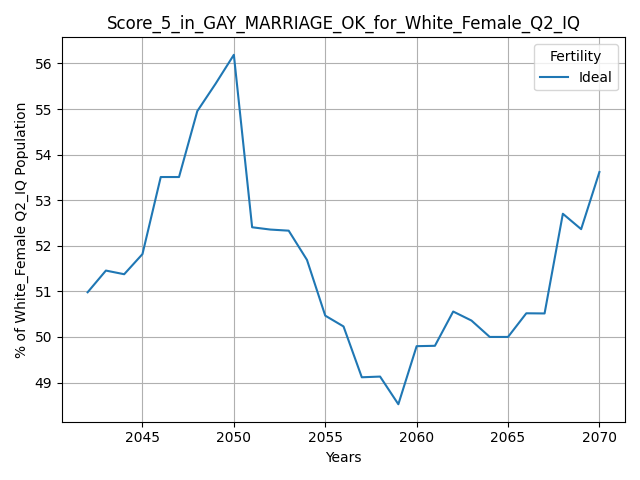 Score_5_in_GAY_MARRIAGE_OK_for_White_Female_Q2_IQ
Fertility
Ideal
% of White_Female Q2_IQ Population
56
55
54
53
52
51
50
49
2045
2050
2055
2060
2065
2070
Years